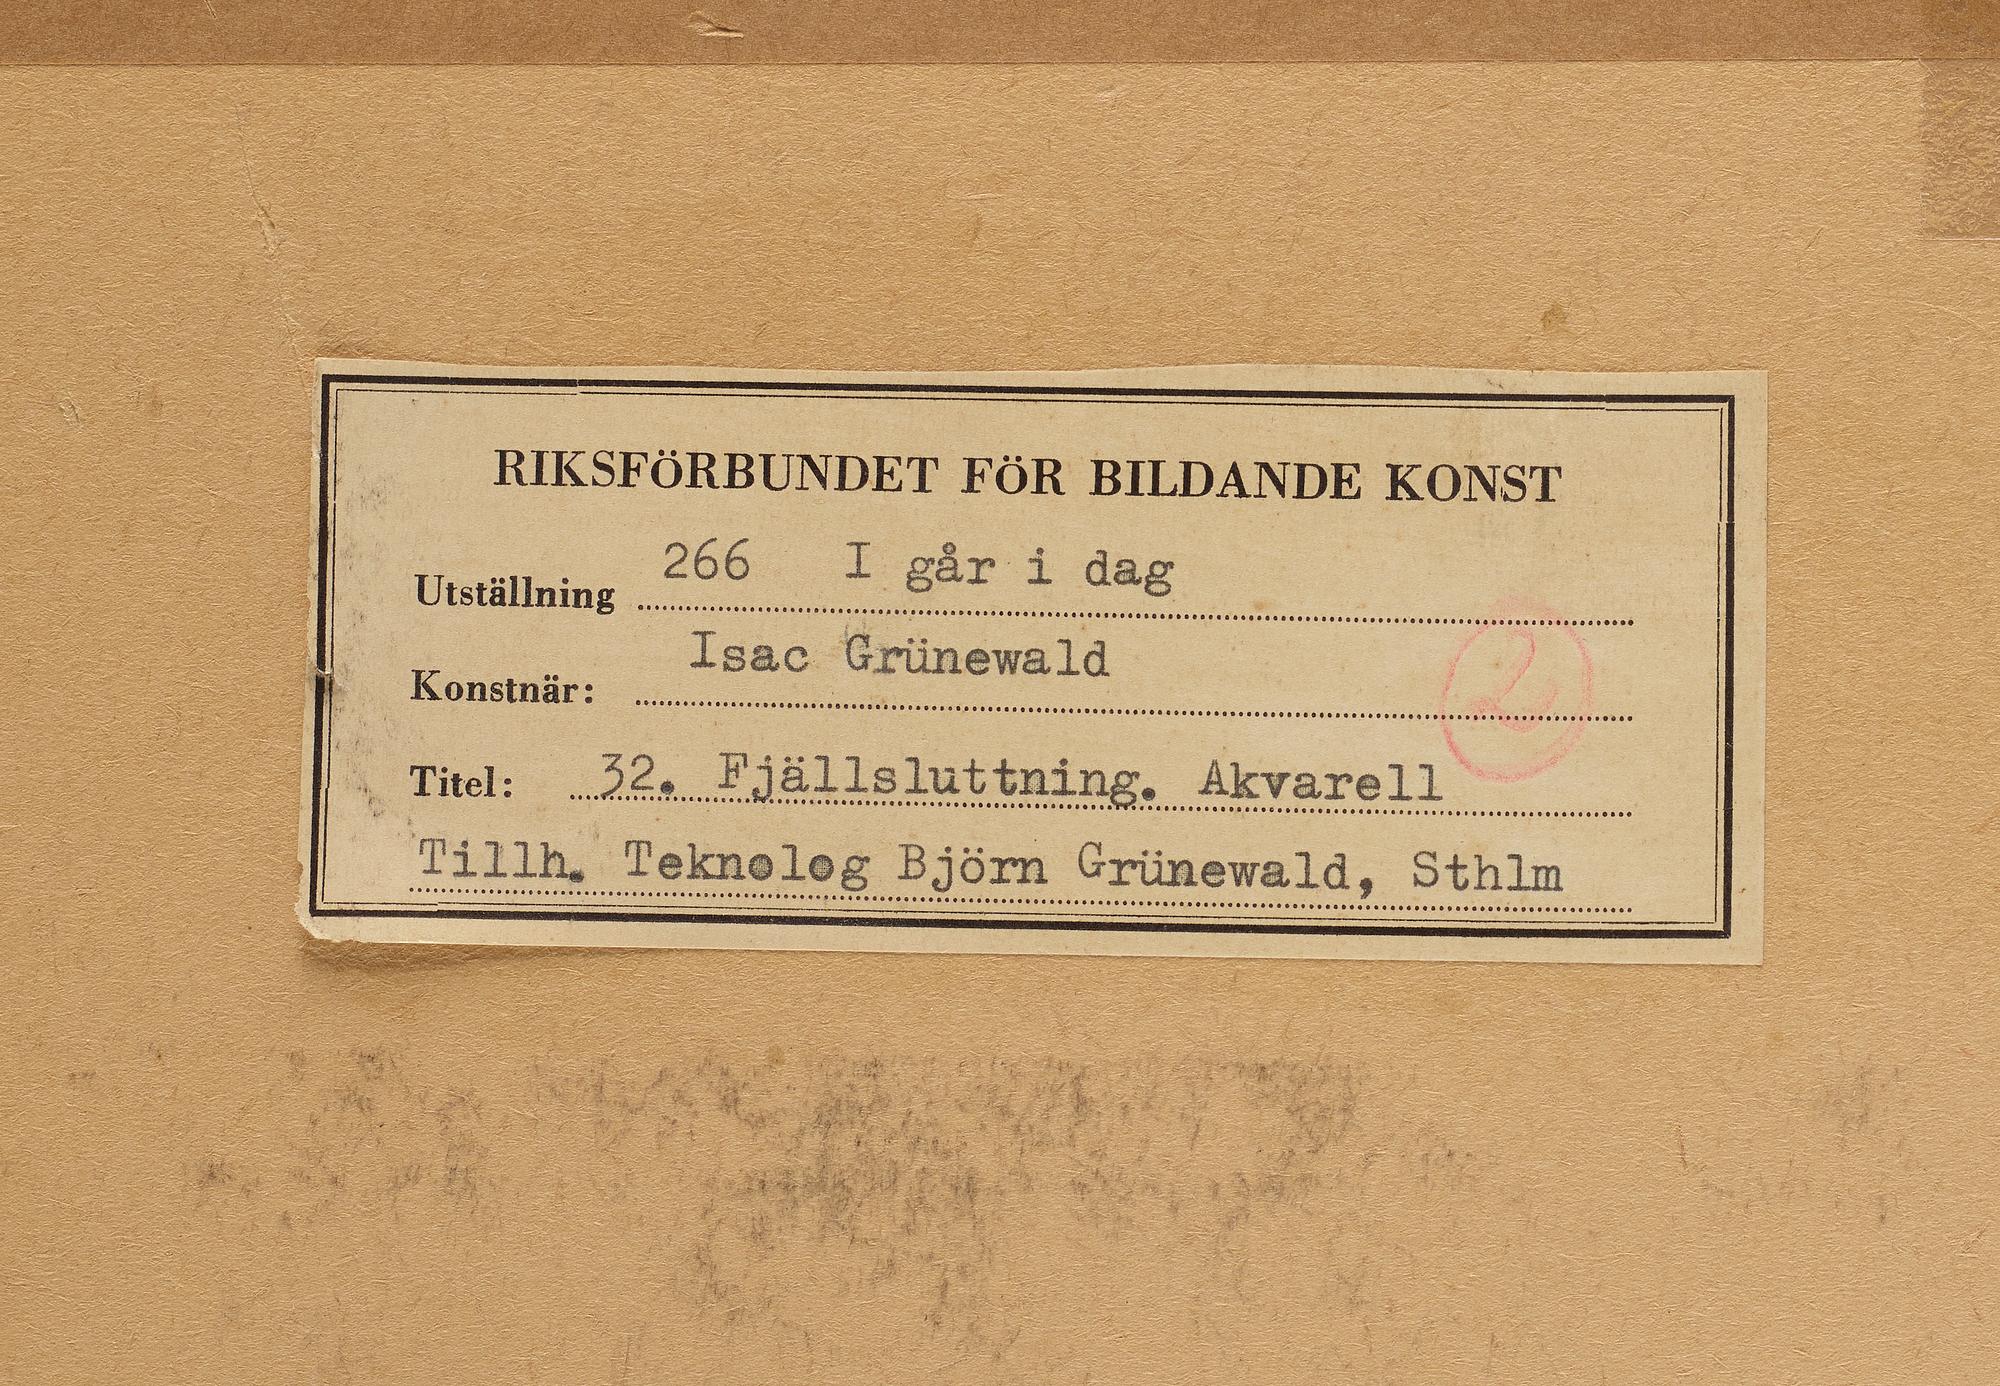 RIKSFÖRBUNDET FÖR BILDANDE KONST
Utställning 266 I går i dag
Konstnär: Isac Grünewald
2
Titel: 32. Fjällsluttning. Akvarell
Tillh. Teknolog Björn Grünewald, Sthlm